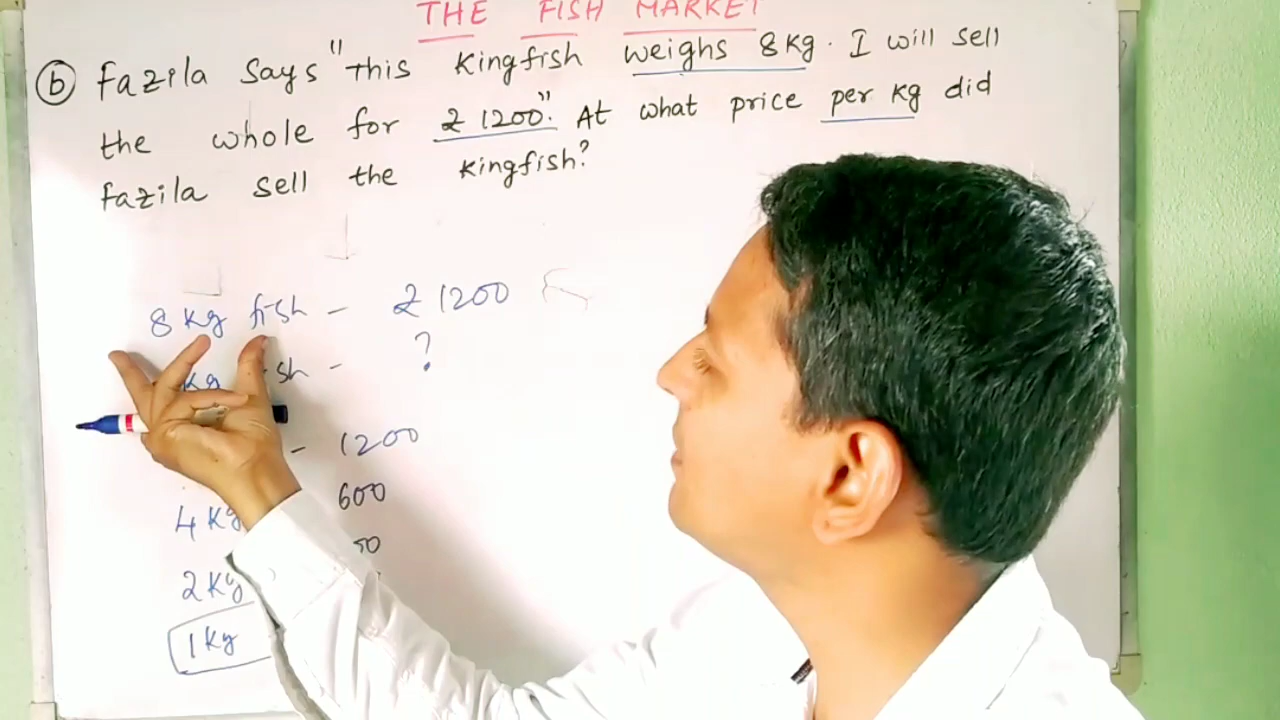 THE FISH MARKET
b Fazila says "This kingfish weighs 8kg. I will sell
the whole for ₹ 1200". At what price per kg did
fazila sell the kingfish?
8 kg fish - ₹ 1200
kg -  ?
- 1200
4 kg 600
2 kg
1 kg